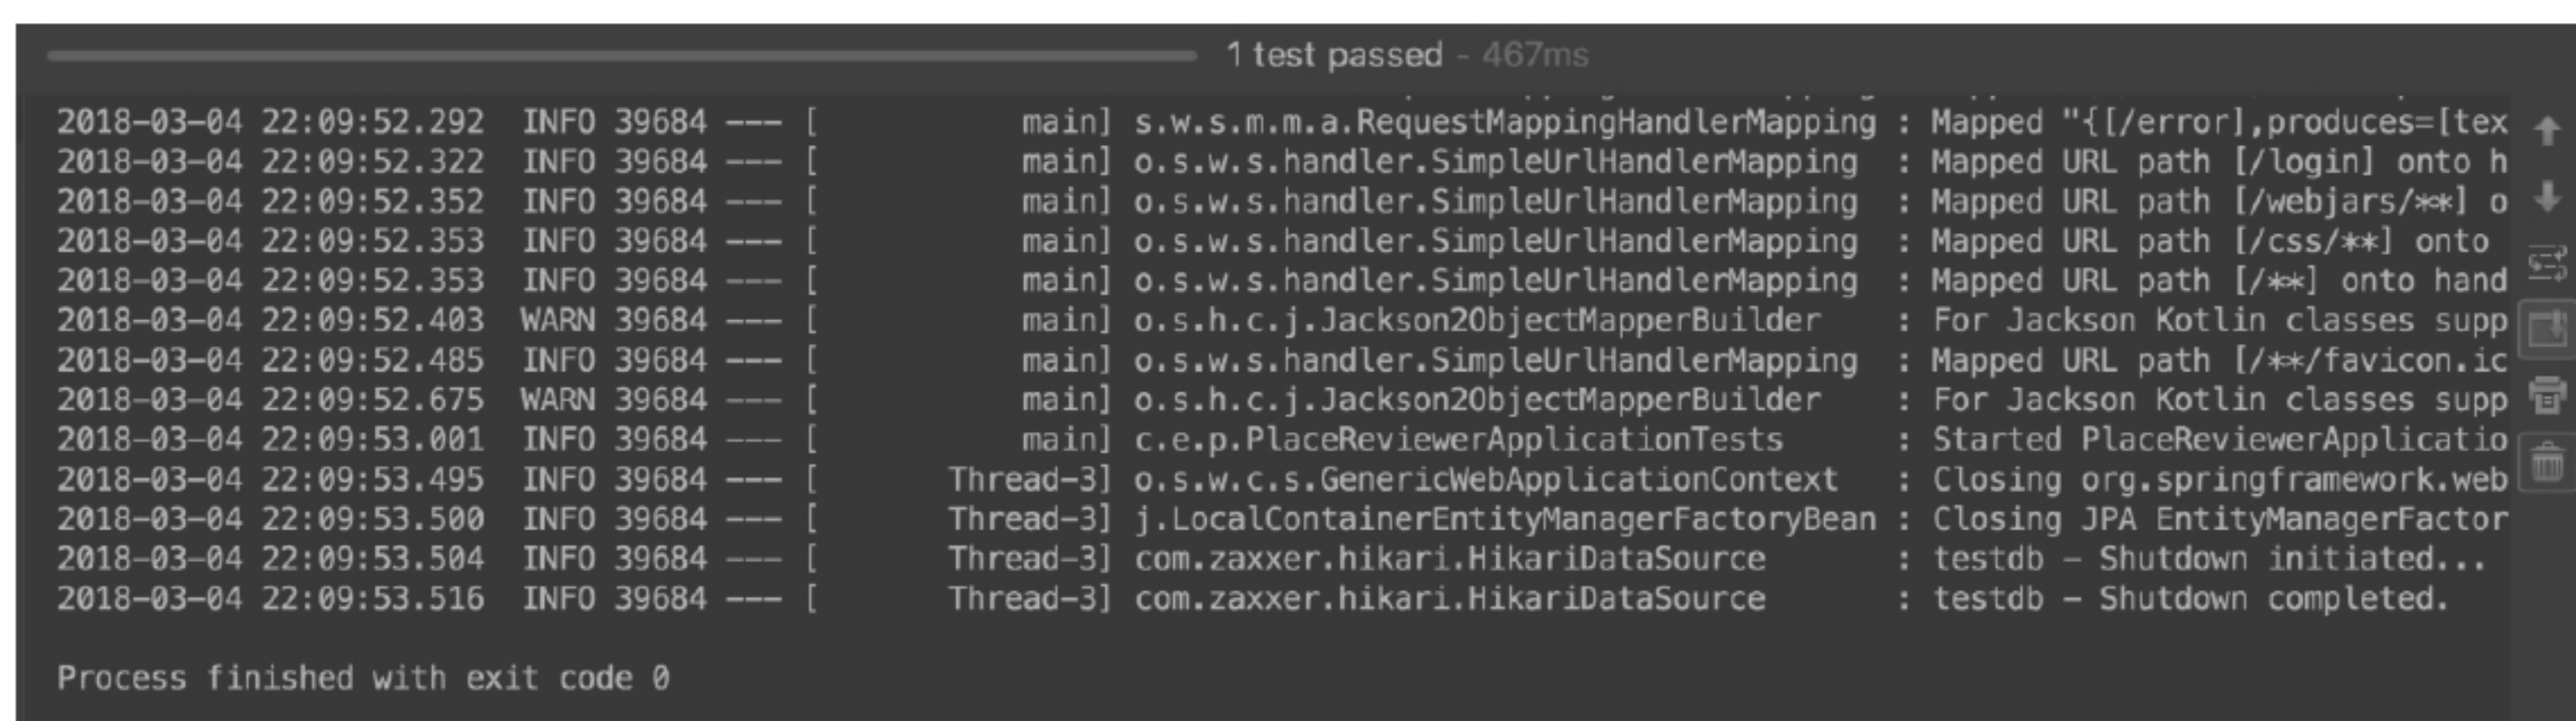 1 test passed - 467ms
2018-03-04 22:09:52.292  INFO 39684 --- [           main] s.w.s.m.m.a.RequestMappingHandlerMapping : Mapped "{[/error],produces=[tex
2018-03-04 22:09:52.322  INFO 39684 --- [           main] o.s.w.s.handler.SimpleUrlHandlerMapping  : Mapped URL path [/login] onto h
2018-03-04 22:09:52.352  INFO 39684 --- [           main] o.s.w.s.handler.SimpleUrlHandlerMapping  : Mapped URL path [/webjars/**] o
2018-03-04 22:09:52.353  INFO 39684 --- [           main] o.s.w.s.handler.SimpleUrlHandlerMapping  : Mapped URL path [/css/**] onto
2018-03-04 22:09:52.353  INFO 39684 --- [           main] o.s.w.s.handler.SimpleUrlHandlerMapping  : Mapped URL path [/**] onto hand
2018-03-04 22:09:52.403  WARN 39684 --- [           main] o.s.h.c.j.Jackson2ObjectMapperBuilder    : For Jackson Kotlin classes supp
2018-03-04 22:09:52.485  INFO 39684 --- [           main] o.s.w.s.handler.SimpleUrlHandlerMapping  : Mapped URL path [/**/favicon.ic
2018-03-04 22:09:52.675  WARN 39684 --- [           main] o.s.h.c.j.Jackson2ObjectMapperBuilder    : For Jackson Kotlin classes supp
2018-03-04 22:09:53.001  INFO 39684 --- [           main] c.e.p.PlaceReviewerApplicationTests      : Started PlaceReviewerApplicatio
2018-03-04 22:09:53.495  INFO 39684 --- [       Thread-3] o.s.w.c.s.GenericWebApplicationContext   : Closing org.springframework.web
2018-03-04 22:09:53.500  INFO 39684 --- [       Thread-3] j.LocalContainerEntityManagerFactoryBean : Closing JPA EntityManagerFactor
2018-03-04 22:09:53.504  INFO 39684 --- [       Thread-3] com.zaxxer.hikari.HikariDataSource       : testdb - Shutdown initiated...
2018-03-04 22:09:53.516  INFO 39684 --- [       Thread-3] com.zaxxer.hikari.HikariDataSource       : testdb - Shutdown completed.
Process finished with exit code 0